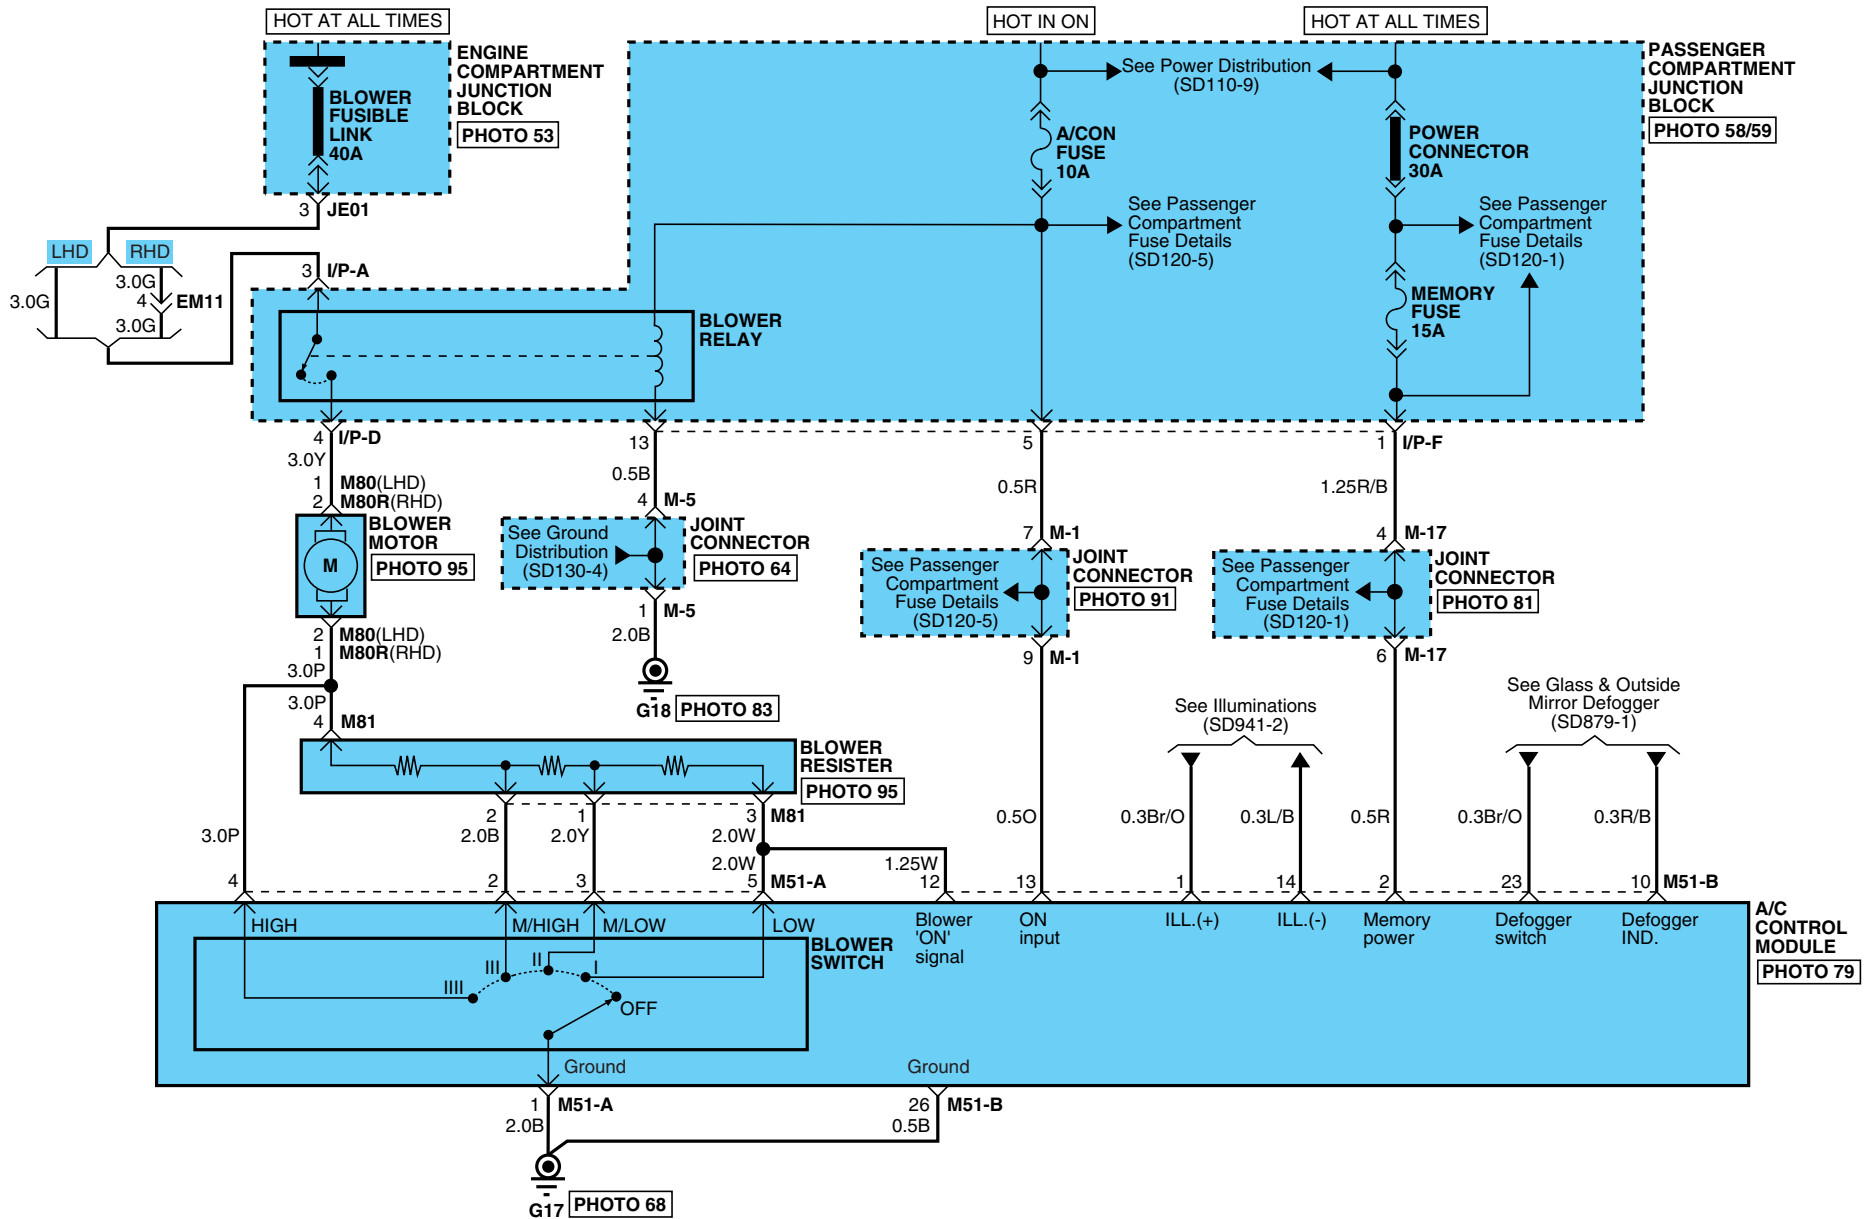 HOT AT ALL TIMES
HOT IN ON
HOT AT ALL TIMES
ENGINE
COMPARTMENT
JUNCTION
BLOCK
PHOTO 53
BLOWER
FUSIBLE
LINK
40A
3 JE01
See Power Distribution
(SD110-9)
PASSENGER
COMPARTMENT
JUNCTION
BLOCK
PHOTO 58/59
A/CON
FUSE
10A
POWER
CONNECTOR
30A
See Passenger
Compartment
Fuse Details
(SD120-5)
See Passenger
Compartment
Fuse Details
(SD120-1)
MEMORY
FUSE
15A
LHD
RHD
3.0G
3.0G
4 EM11
3.0G
3 I/P-A
BLOWER
RELAY
4 I/P-D
3.0Y
13
0.5B
5
0.5R
1 I/P-F
1.25R/B
1 M80(LHD)
2 M80R(RHD)
BLOWER
MOTOR
PHOTO 95
M
2 M80(LHD)
1 M80R(RHD)
3.0P
3.0P
4 M81
4 M-5
See Ground
Distribution
(SD130-4)
JOINT
CONNECTOR
PHOTO 64
1 M-5
2.0B
G18
PHOTO 83
7 M-1
See Passenger
Compartment
Fuse Details
(SD120-5)
JOINT
CONNECTOR
PHOTO 91
9 M-1
4 M-17
See Passenger
Compartment
Fuse Details
(SD120-1)
JOINT
CONNECTOR
PHOTO 81
6 M-17
See Illuminations
(SD941-2)
See Glass & Outside
Mirror Defogger
(SD879-1)
BLOWER
RESISTER
PHOTO 95
2
1
3 M81
3.0P
2.0B
2.0Y
2.0W
2.0W
1.25W
0.5O
0.3Br/O
0.3L/B
0.5R
0.3Br/O
0.3R/B
4
2
3
5 M51-A
12
13
1
14
2
23
10 M51-B
HIGH
M/HIGH
M/LOW
LOW
Blower
'ON'
signal
ON
input
ILL.(+)
ILL.(-)
Memory
power
Defogger
switch
Defogger
IND.
A/C
CONTROL
MODULE
PHOTO 79
BLOWER
SWITCH
IIII
III
II
I
OFF
Ground
Ground
1 M51-A
2.0B
26 M51-B
0.5B
G17
PHOTO 68